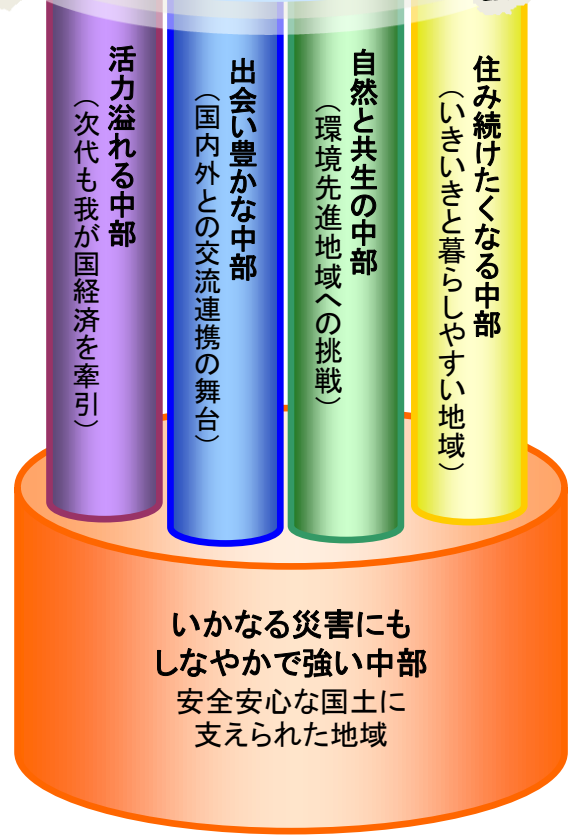 住み続けたくなる中部
（いきいきと暮らしやすい地域）
自然と共生の中部
（環境先進地域への挑戦）
出会い豊かな中部
（国内外との交流連携の舞台）
活力溢れる中部
（次代も我が国経済を牽引）
いかなる災害にも
しなやかで強い中部
安全安心な国土に
支えられた地域